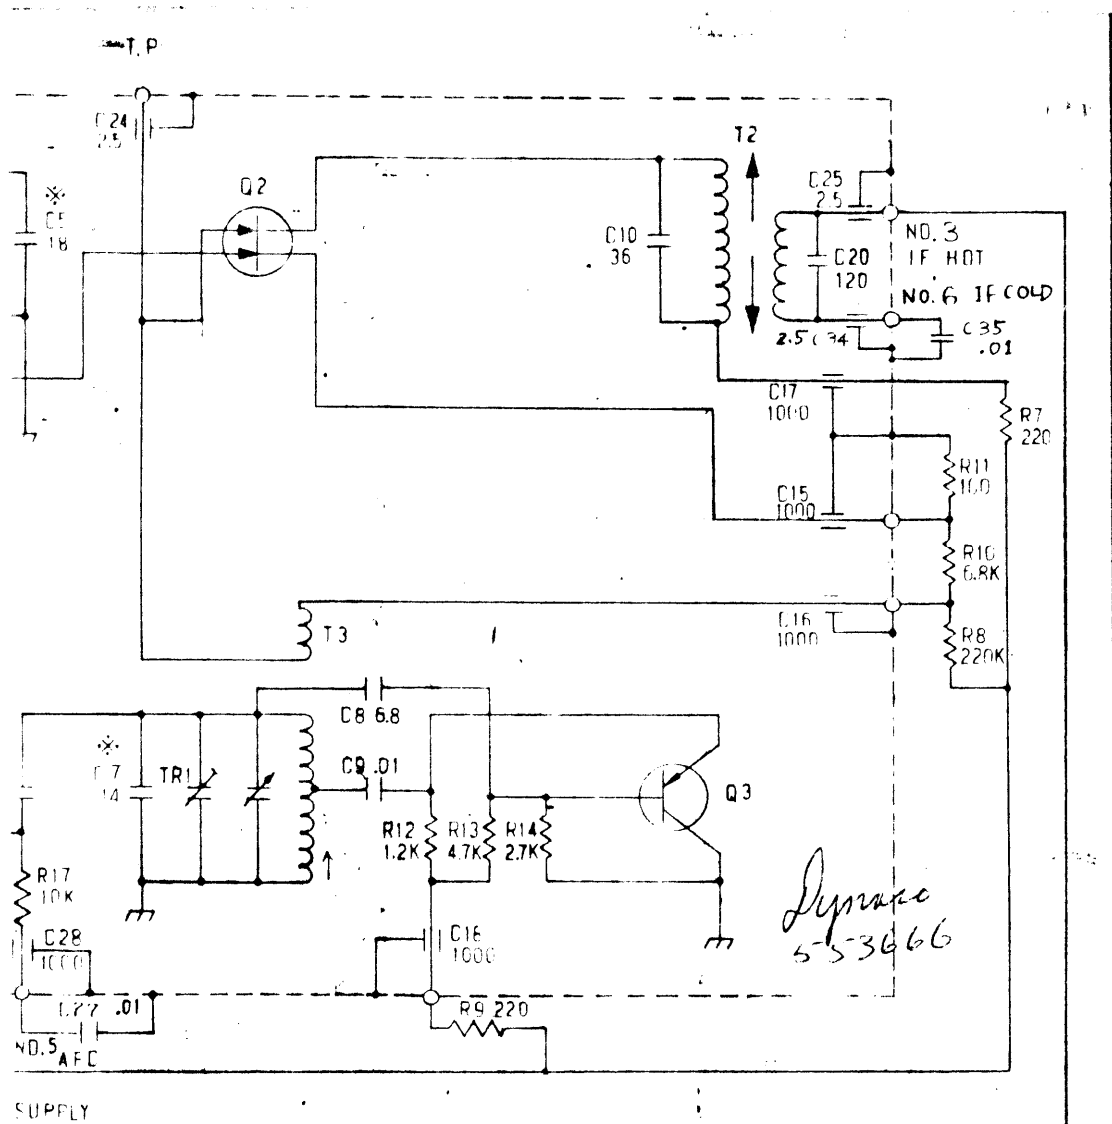 T.P
C24
2.5
T2
Q2
C25
2.5
※
C5
18
C10
36
C20
120
NO.3
IF HOT
NO.6 IF COLD
2.5 C34
C35
.01
C17
1000
R7
220
R11
100
C15
1000
R10
6.8K
T3
C16
1000
R8
220K
C8 6.8
※
C7
14
TR1
C9 .01
Q3
R12
1.2K
R13
4.7K
R14
2.7K
R17
10K
Dynaco
553666
C28
1000
C18
1000
C27 .01
R9 220
NO.5
AFC
SUPPLY